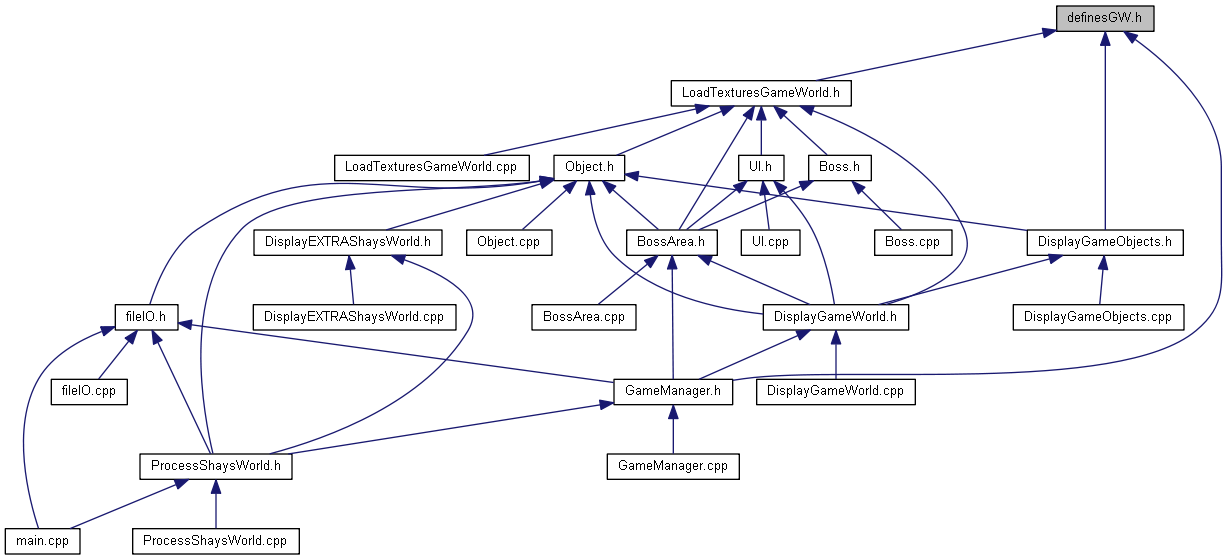 definesGW.h
LoadTexturesGameWorld.h
LoadTexturesGameWorld.cpp
Object.h
UI.h
Boss.h
DisplayEXTRAShaysWorld.h
Object.cpp
BossArea.h
UI.cpp
Boss.cpp
DisplayGameObjects.h
fileIO.h
DisplayEXTRAShaysWorld.cpp
BossArea.cpp
DisplayGameWorld.h
DisplayGameObjects.cpp
fileIO.cpp
GameManager.h
DisplayGameWorld.cpp
ProcessShaysWorld.h
GameManager.cpp
main.cpp
ProcessShaysWorld.cpp